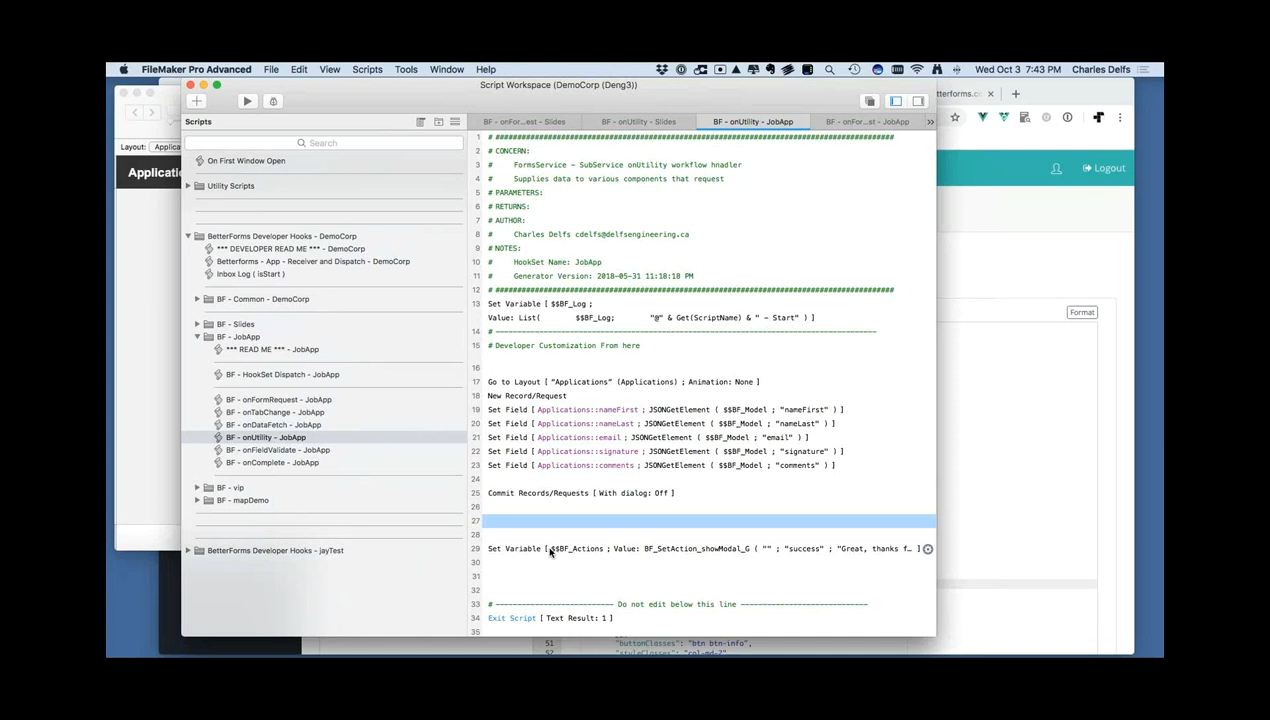 FileMaker Pro Advanced File Edit View Scripts Tools Window Help Wed Oct 3 7:43 PM Charles Delfs
Script Workspace (DemoCorp (Deng3))
tterforms.c
Layout: Applica
Applicati
Logout
Format
Scripts
Search
On First Window Open
Utility Scripts
BetterForms Developer Hooks - DemoCorp
*** DEVELOPER READ ME *** - DemoCorp
Betterforms - App - Receiver and Dispatch - DemoCorp
Inbox Log ( isStart )
BF - Common - DemoCorp
BF - Slides
BF - JobApp
*** READ ME *** - JobApp
BF - HookSet Dispatch - JobApp
BF - onFormRequest - JobApp
BF - onTabChange - JobApp
BF - onDataFetch - JobApp
BF - onUtility - JobApp
BF - onFieldValidate - JobApp
BF - onComplete - JobApp
BF - vip
BF - mapDemo
BetterForms Developer Hooks - jayTest
BF - onFor...est - Slides BF - onUtility - Slides BF - onUtility - JobApp BF - onFor...st - JobApp
1 # ####################################################################################
2 # CONCERN:
3 # FormsService - SubService onUtility workflow hnadler
4 # Supplies data to various components that request
5 # PARAMETERS:
6 # RETURNS:
7 # AUTHOR:
8 # Charles Delfs cdelfs@delfsengineering.ca
9 # NOTES:
10 # HookSet Name: JobApp
11 # Generator Version: 2018-05-31 11:18:18 PM
12 # ####################################################################################
13 Set Variable [ $$BF_Log ;
Value: List( $$BF_Log; "@" & Get(ScriptName) & " - Start" ) ]
14 # --------------------------------------------------------------------------------
15 # Developer Customization From here
16
17 Go to Layout [ “Applications” (Applications) ; Animation: None ]
18 New Record/Request
19 Set Field [ Applications::nameFirst ; JSONGetElement ( $$BF_Model ; "nameFirst" ) ]
20 Set Field [ Applications::nameLast ; JSONGetElement ( $$BF_Model ; "nameLast" ) ]
21 Set Field [ Applications::email ; JSONGetElement ( $$BF_Model ; "email" ) ]
22 Set Field [ Applications::signature ; JSONGetElement ( $$BF_Model ; "signature" ) ]
23 Set Field [ Applications::comments ; JSONGetElement ( $$BF_Model ; "comments" ) ]
24
25 Commit Records/Requests [ With dialog: Off ]
26
27
28
29 Set Variable [ $$BF_Actions ; Value: BF_SetAction_showModal_G ( "" ; "success" ; "Great, thanks f… ]
30
31
32
33 # ------------------------- Do not edit below this line ---------------------------
34 Exit Script [ Text Result: 1 ]
35
51 "buttonClasses": "btn btn-info",
52 "styleClasses": "col-md-2"